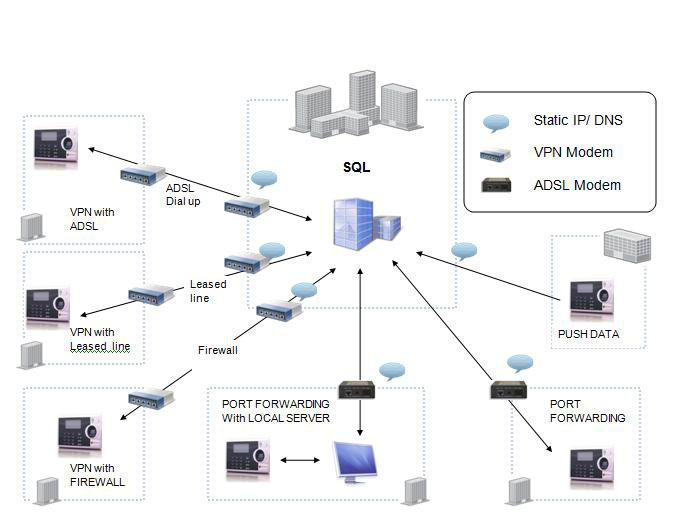 Static IP/ DNS
VPN Modem
ADSL Modem
SQL
ADSL
Dial up
VPN with
ADSL
Leased
line
VPN with
Leased line
PUSH DATA
Firewall
PORT FORWARDING
With LOCAL SERVER
PORT
FORWARDING
VPN with
FIREWALL